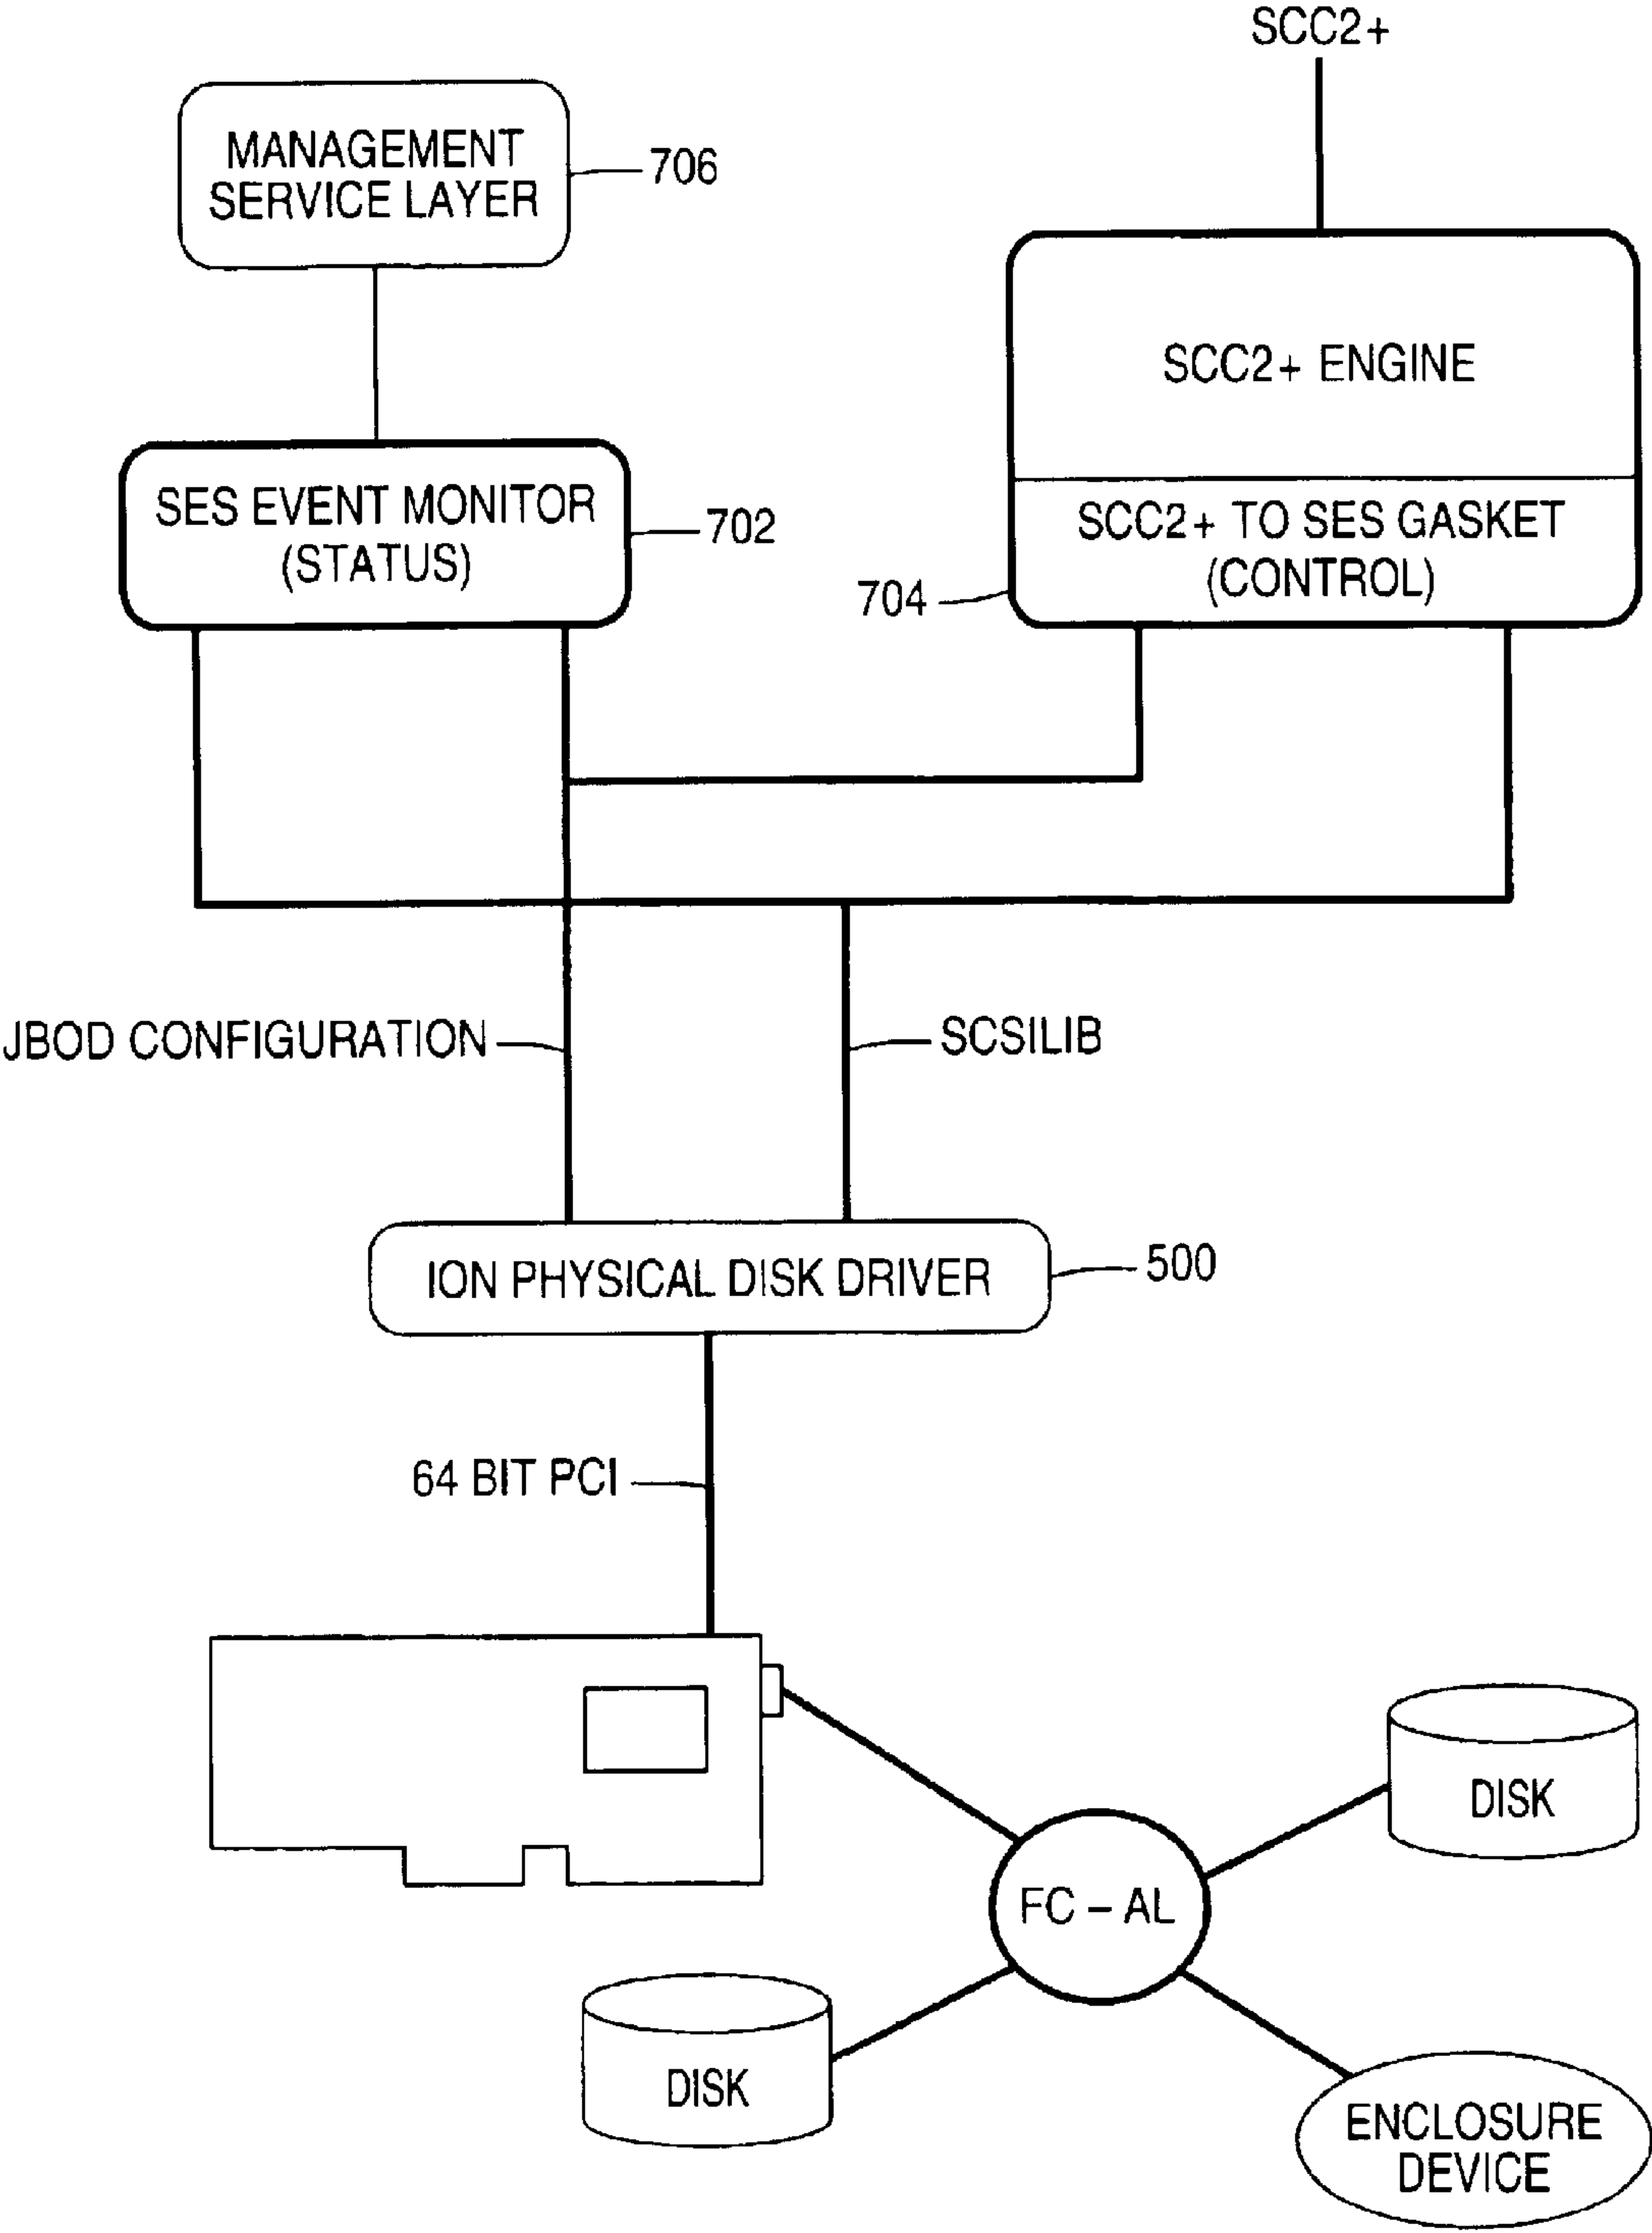 SCC2+
MANAGEMENT
SERVICE LAYER
706
SCC2+ ENGINE
SES EVENT MONITOR
(STATUS)
702
SCC2+ TO SES GASKET
(CONTROL)
704
JBOD CONFIGURATION
SCSILIB
ION PHYSICAL DISK DRIVER
500
64 BIT PCI
DISK
FC – AL
DISK
ENCLOSURE
DEVICE